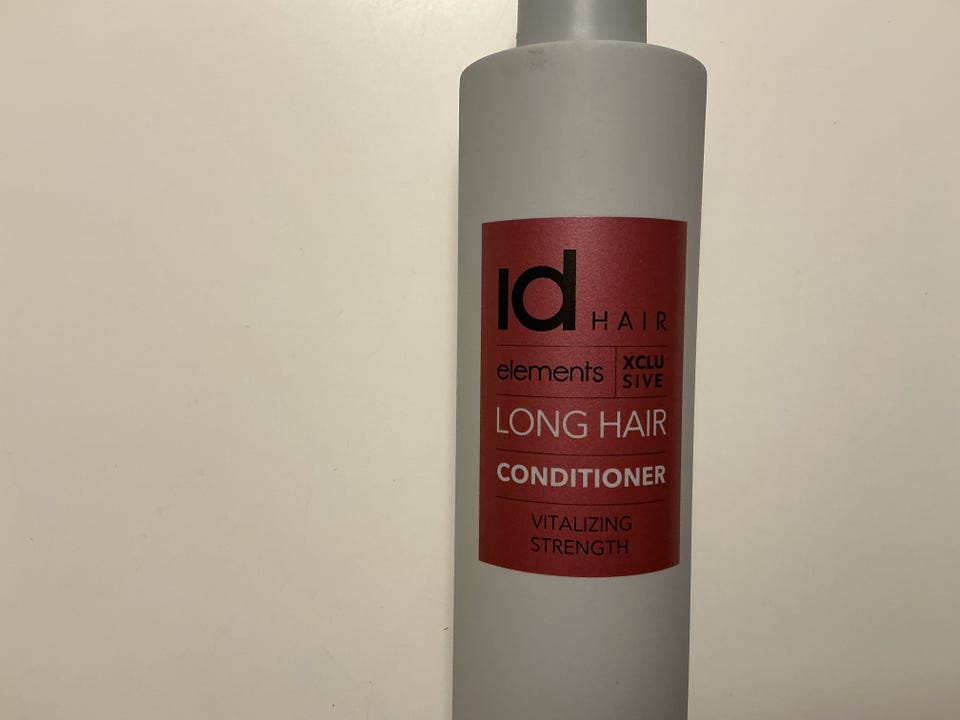 id HAIR
elements XCLU
SIVE
LONG HAIR
CONDITIONER
VITALIZING
STRENGTH